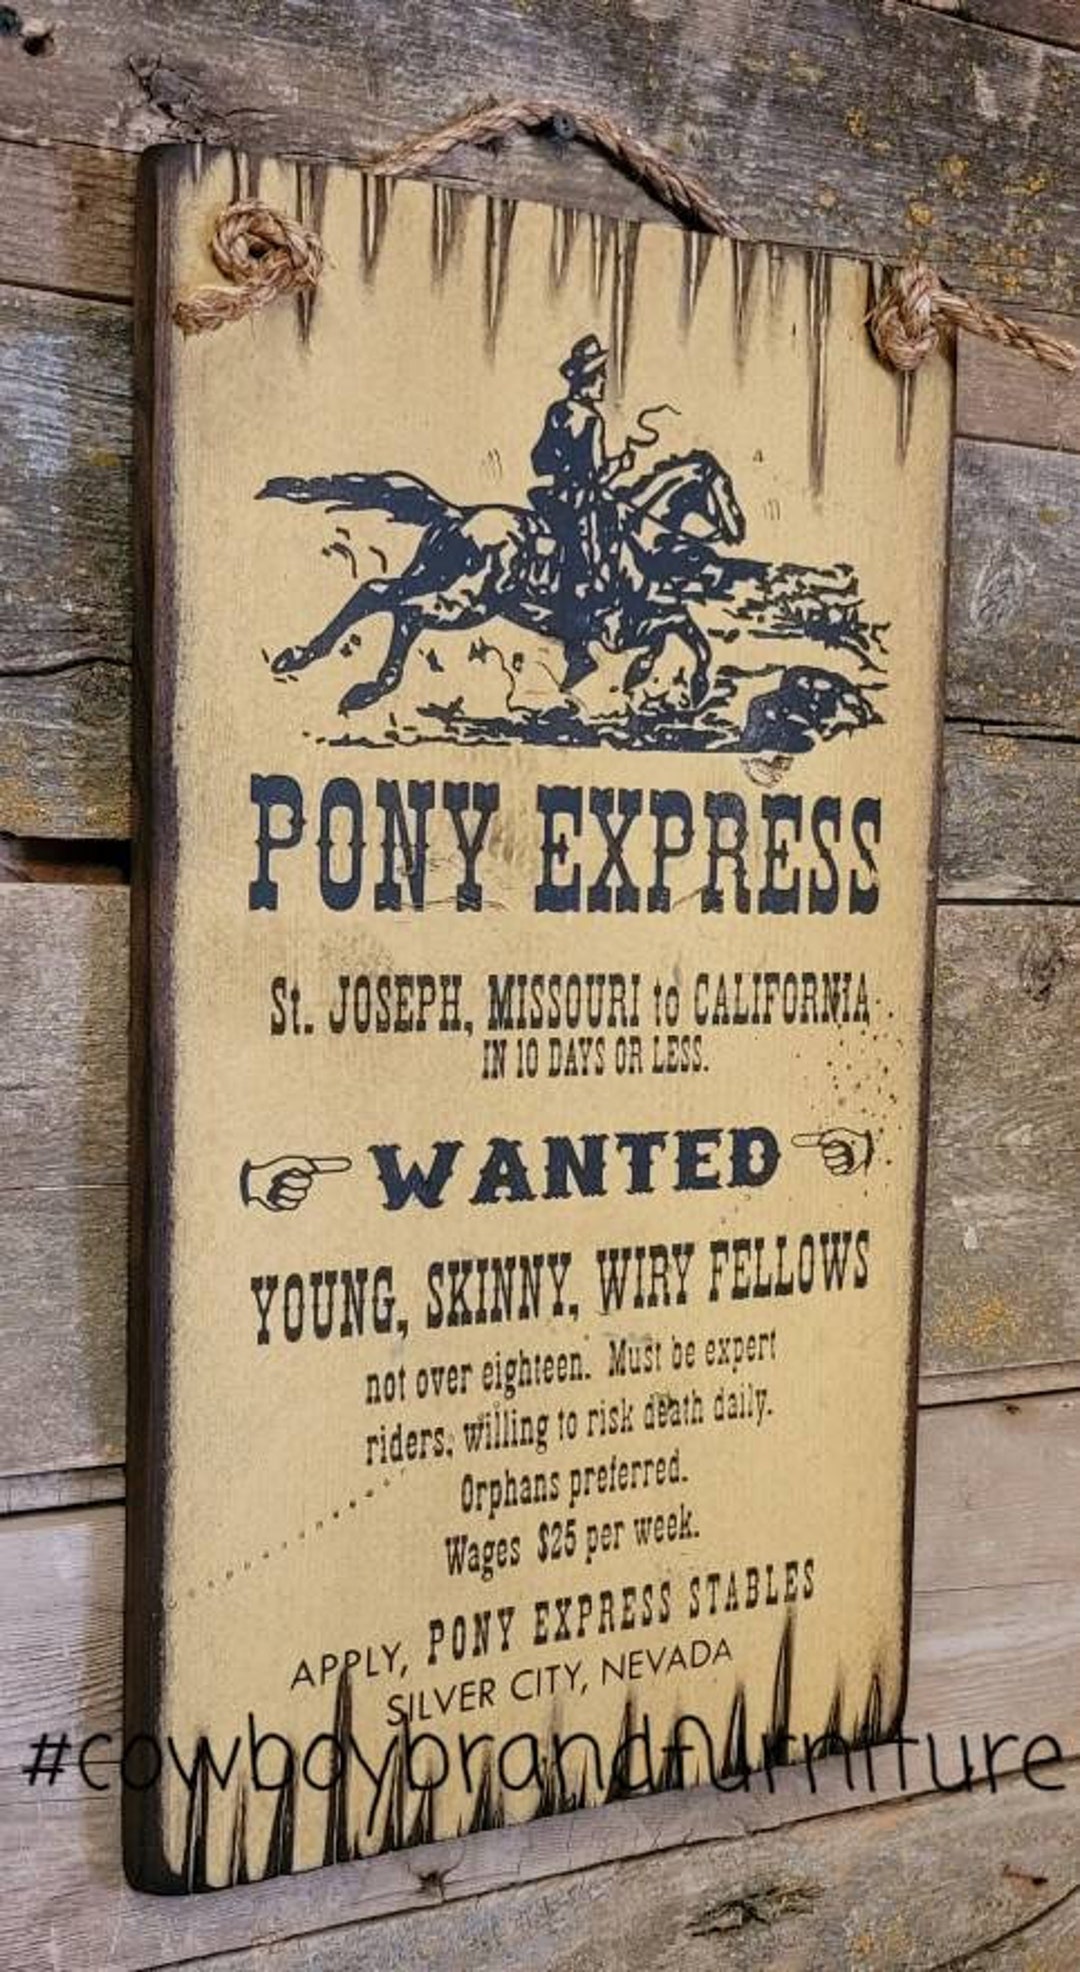 PONY EXPRESS
St. JOSEPH, MISSOURI to CALIFORNIA
IN 10 DAYS OR LESS.
WANTED
YOUNG, SKINNY, WIRY FELLOWS
not over eighteen. Must be expert
riders, willing to risk death daily.
Orphans preferred.
Wages $25 per week.
APPLY, PONY EXPRESS STABLES
SILVER CITY, NEVADA
#cowboybrandfurniture